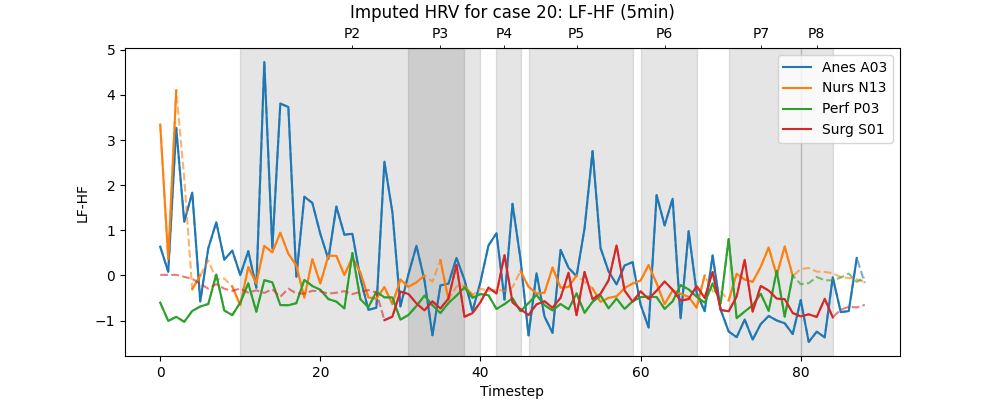 Imputed HRV for case 20: LF-HF (5min)
P2 P3 P4 P5 P6 P7 P8
5
4
3
2
1
0
−1
LF-HF
Anes A03
Nurs N13
Perf P03
Surg S01
0 20 40 60 80
Timestep